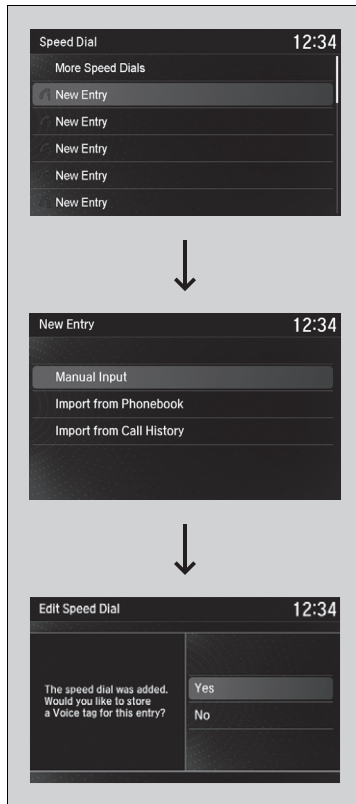 Speed Dial 12:34
More Speed Dials
New Entry
New Entry
New Entry
New Entry
New Entry
New Entry 12:34
Manual Input
Import from Phonebook
Import from Call History
Edit Speed Dial 12:34
The speed dial was added.
Would you like to store
a Voice tag for this entry?
Yes
No